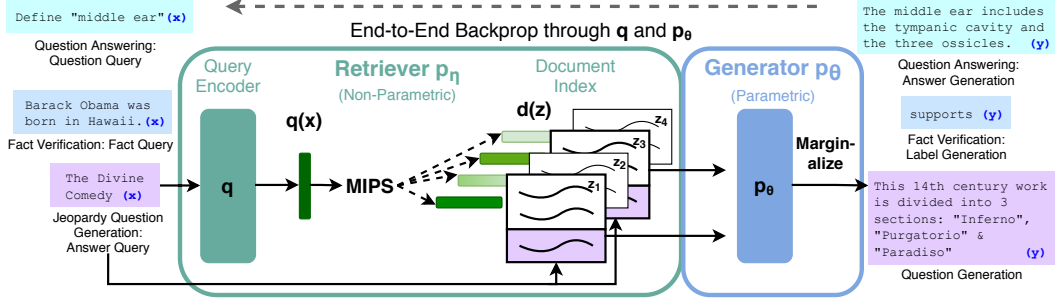 Define "middle ear"(x)
Question Answering:
Question Query
Barack Obama was
born in Hawaii.(x)
Fact Verification: Fact Query
The Divine
Comedy (x)
Jeopardy Question
Generation:
Answer Query
End-to-End Backprop through q and pθ
Query
Encoder
q
q(x)
Retriever pη
(Non-Parametric)
MIPS
Document
Index
d(z)
z4
z3
z2
z1
Generator pθ
(Parametric)
pθ
Margin-
alize
The middle ear includes
the tympanic cavity and
the three ossicles. (y)
Question Answering:
Answer Generation
supports (y)
Fact Verification:
Label Generation
This 14th century work
is divided into 3
sections: "Inferno",
"Purgatorio" &
"Paradiso" (y)
Question Generation